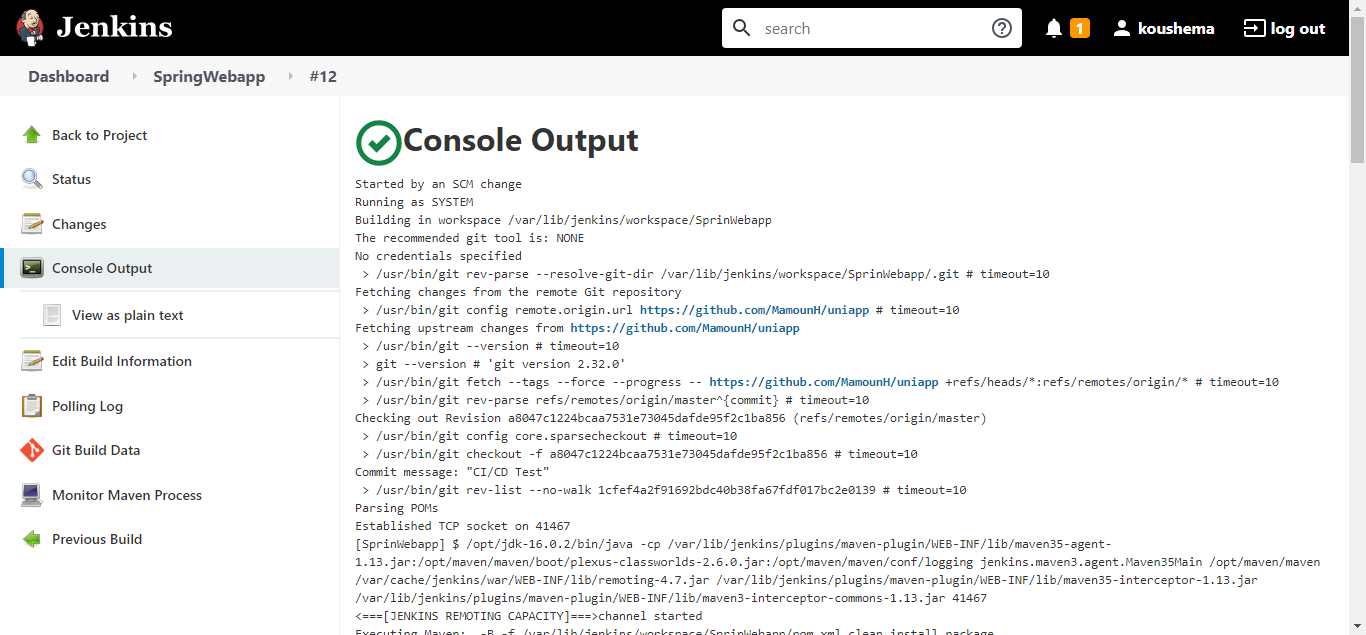 Jenkins
search
1
koushema
log out
Dashboard
SpringWebapp
#12
Back to Project
Status
Changes
Console Output
View as plain text
Edit Build Information
Polling Log
Git Build Data
Monitor Maven Process
Previous Build
Console Output
Started by an SCM change
Running as SYSTEM
Building in workspace /var/lib/jenkins/workspace/SprinWebapp
The recommended git tool is: NONE
No credentials specified
> /usr/bin/git rev-parse --resolve-git-dir /var/lib/jenkins/workspace/SprinWebapp/.git # timeout=10
Fetching changes from the remote Git repository
> /usr/bin/git config remote.origin.url https://github.com/MamounH/uniapp # timeout=10
Fetching upstream changes from https://github.com/MamounH/uniapp
> /usr/bin/git --version # timeout=10
> git --version # 'git version 2.32.0'
> /usr/bin/git fetch --tags --force --progress -- https://github.com/MamounH/uniapp +refs/heads/*:refs/remotes/origin/* # timeout=10
> /usr/bin/git rev-parse refs/remotes/origin/master^{commit} # timeout=10
Checking out Revision a8047c1224bcaa7531e73045dafde95f2c1ba856 (refs/remotes/origin/master)
> /usr/bin/git config core.sparsecheckout # timeout=10
> /usr/bin/git checkout -f a8047c1224bcaa7531e73045dafde95f2c1ba856 # timeout=10
Commit message: "CI/CD Test"
> /usr/bin/git rev-list --no-walk 1cfef4a2f91692bdc40b38fa67fdf017bc2e0139 # timeout=10
Parsing POMs
Established TCP socket on 41467
[SprinWebapp] $ /opt/jdk-16.0.2/bin/java -cp /var/lib/jenkins/plugins/maven-plugin/WEB-INF/lib/maven35-agent-
1.13.jar:/opt/maven/maven/boot/plexus-classworlds-2.6.0.jar:/opt/maven/maven/conf/logging jenkins.maven3.agent.Maven35Main /opt/maven/maven
/var/cache/jenkins/war/WEB-INF/lib/remoting-4.7.jar /var/lib/jenkins/plugins/maven-plugin/WEB-INF/lib/maven35-interceptor-1.13.jar
/var/lib/jenkins/plugins/maven-plugin/WEB-INF/lib/maven3-interceptor-commons-1.13.jar 41467
<===[JENKINS REMOTING CAPACITY]===>channel started
Executing Maven:  -B -f /var/lib/jenkins/workspace/SprinWebapp/pom.xml clean install package